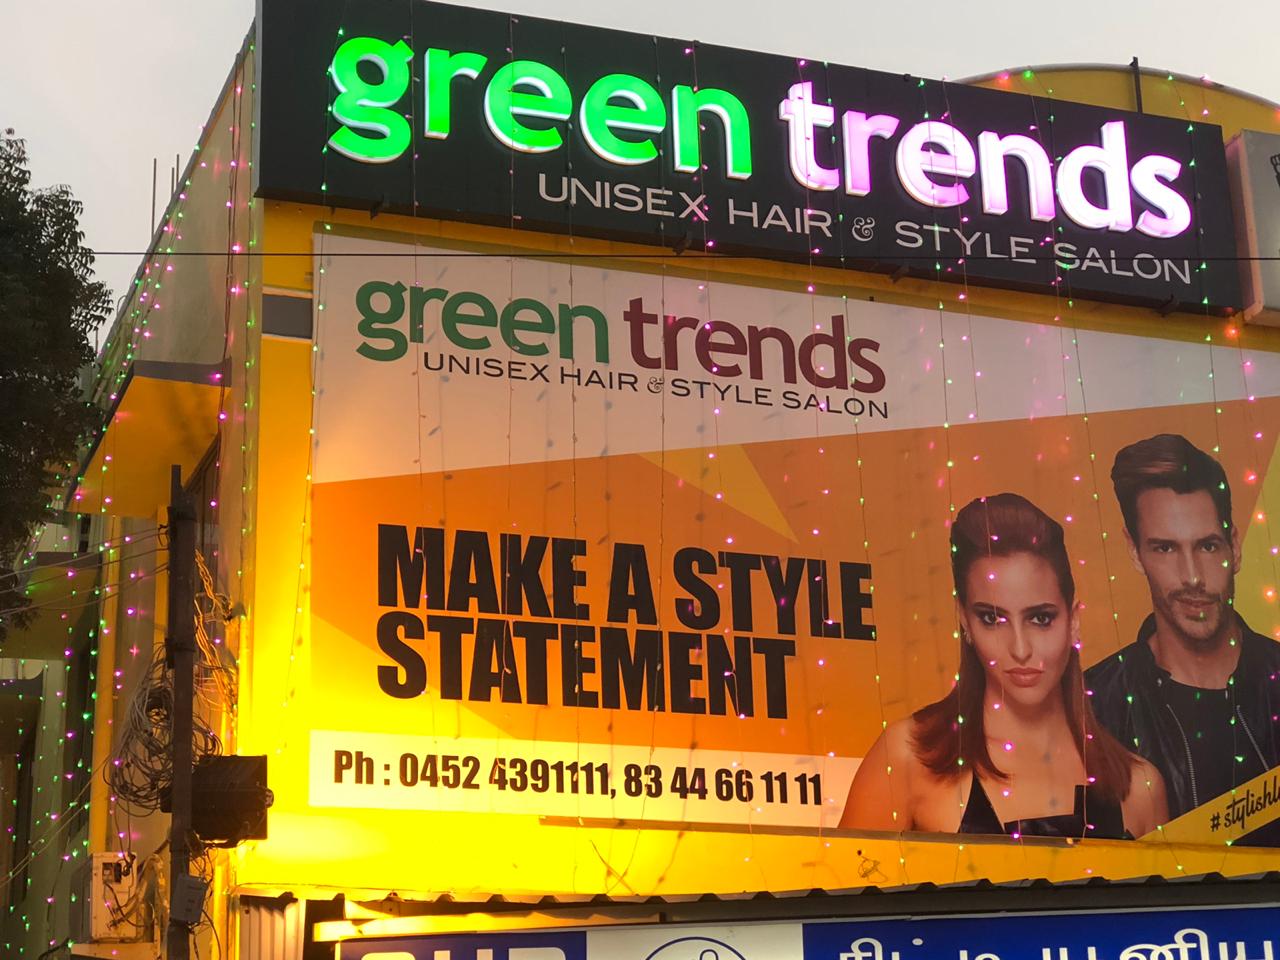 green trends
UNISEX HAIR & STYLE SALON
green trends
UNISEX HAIR & STYLE SALON
MAKE A STYLE
STATEMENT
Ph : 0452 4391111, 83 44 66 11 11